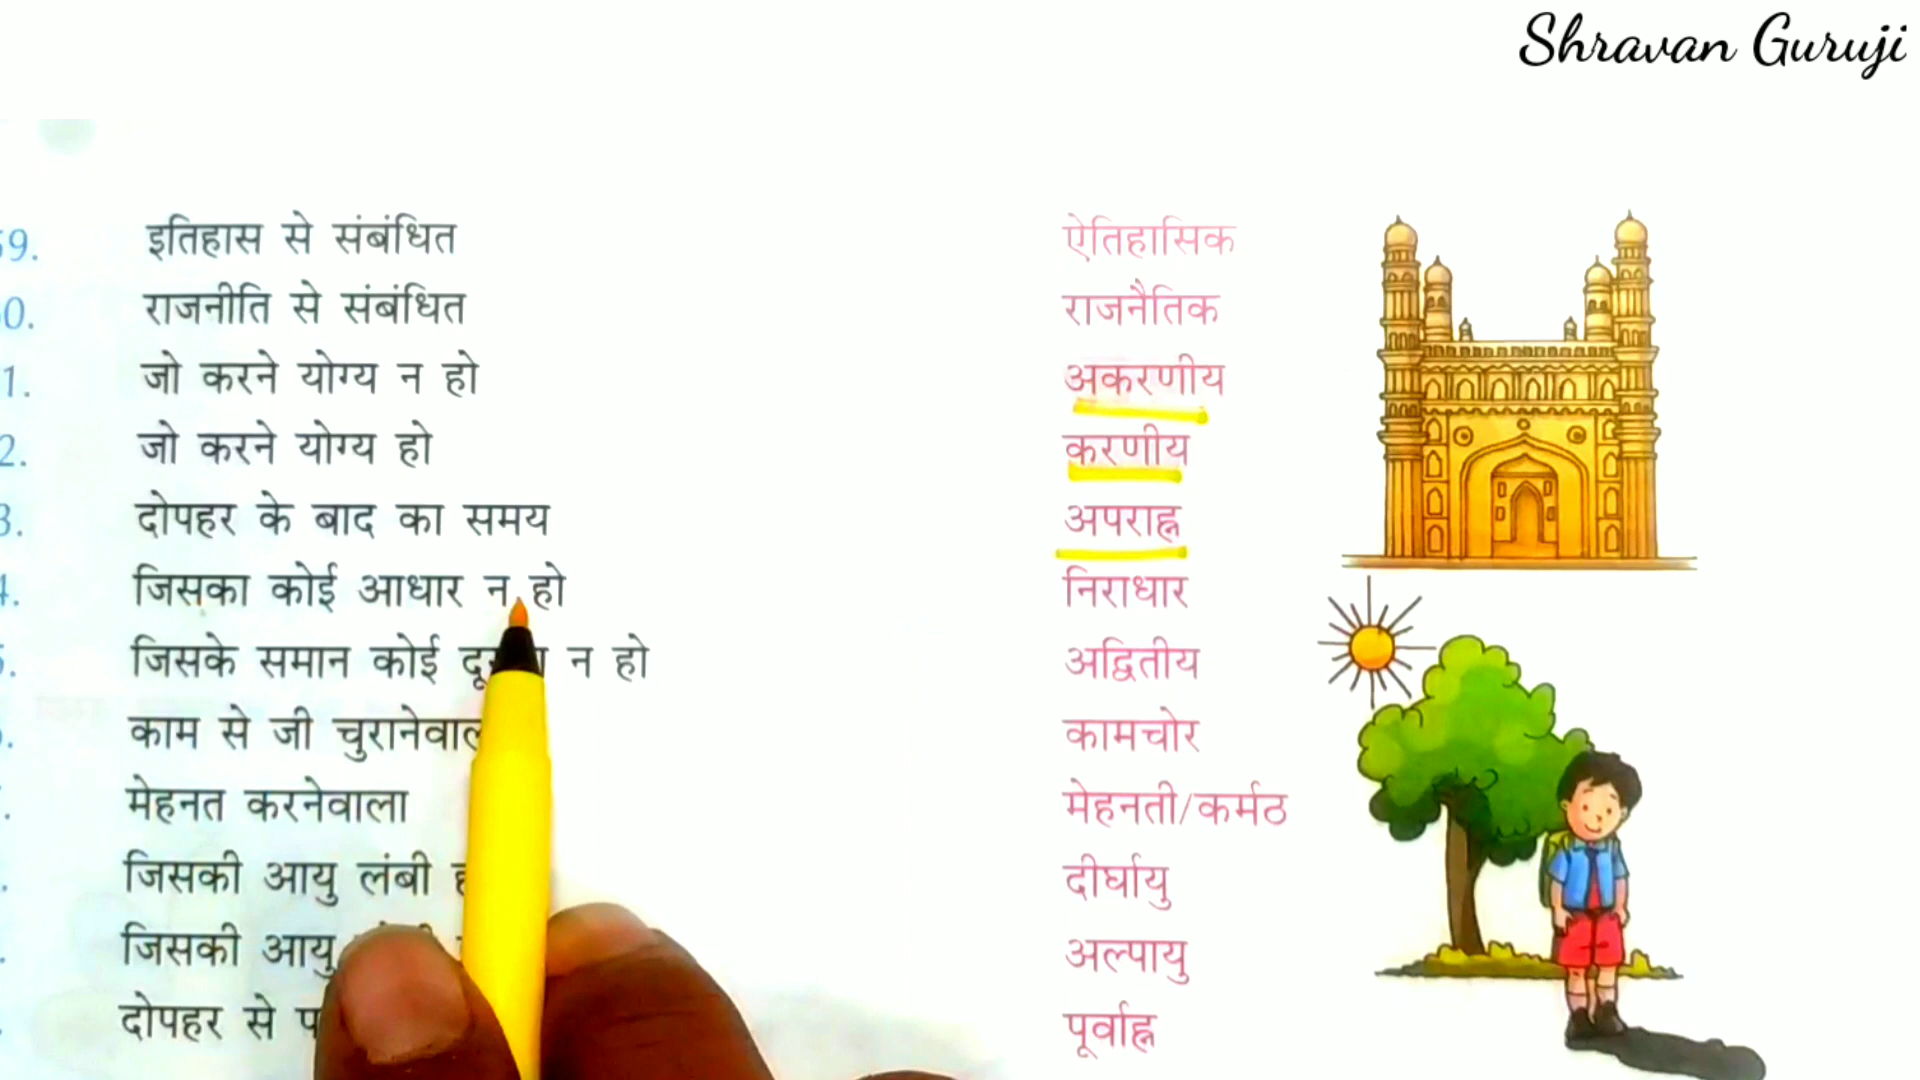 Shravan Guruji
9. इतिहास से संबंधित ऐतिहासिक
0. राजनीति से संबंधित राजनैतिक
1. जो करने योग्य न हो अकरणीय
2. जो करने योग्य हो करणीय
3. दोपहर के बाद का समय अपराह्न
4. जिसका कोई आधार न हो निराधार
जिसके समान कोई न हो अद्वितीय
काम से जी कामचोर
मेहनत करनेवाला मेहनती/कर्मठ
जिसकी आयु लंबी दीर्घायु
जिसकी आयु अल्पायु
दोपहर से पूर्वाह्न